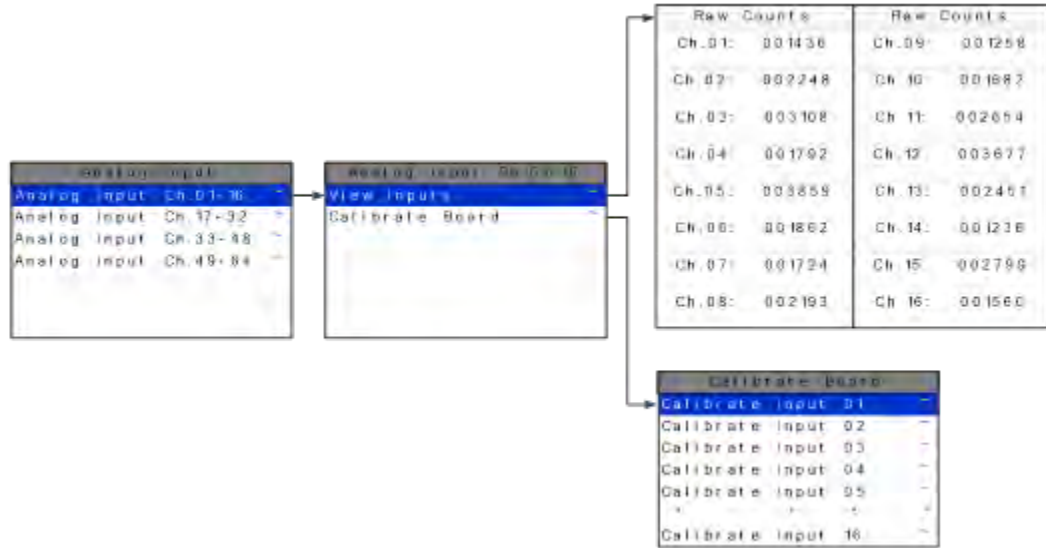 Raw Counts Raw Counts
Ch.01: 001436 Ch.09: 001258
Ch.02: 002248 Ch 10: 001682
Ch.03: 003108 Ch 11: 002654
Ch.04: 001792 Ch.12 003677
Ch.05: 003859 Ch.13: 002451
Ch.06: 001862 Ch.14: 001236
Ch.07: 001724 Ch 15 002799
Ch.08: 002193 Ch 16: 001560
Analog Input
Analog Input Ch.01-16
Analog Input Ch.17-32
Analog Input Ch.33-48
Analog Input Ch.49-64
Analog Input
View Inputs
Calibrate Board
Calibrate Board
Calibrate Input 01
Calibrate Input 02
Calibrate Input 03
Calibrate Input 04
Calibrate Input 05
Calibrate Input 16